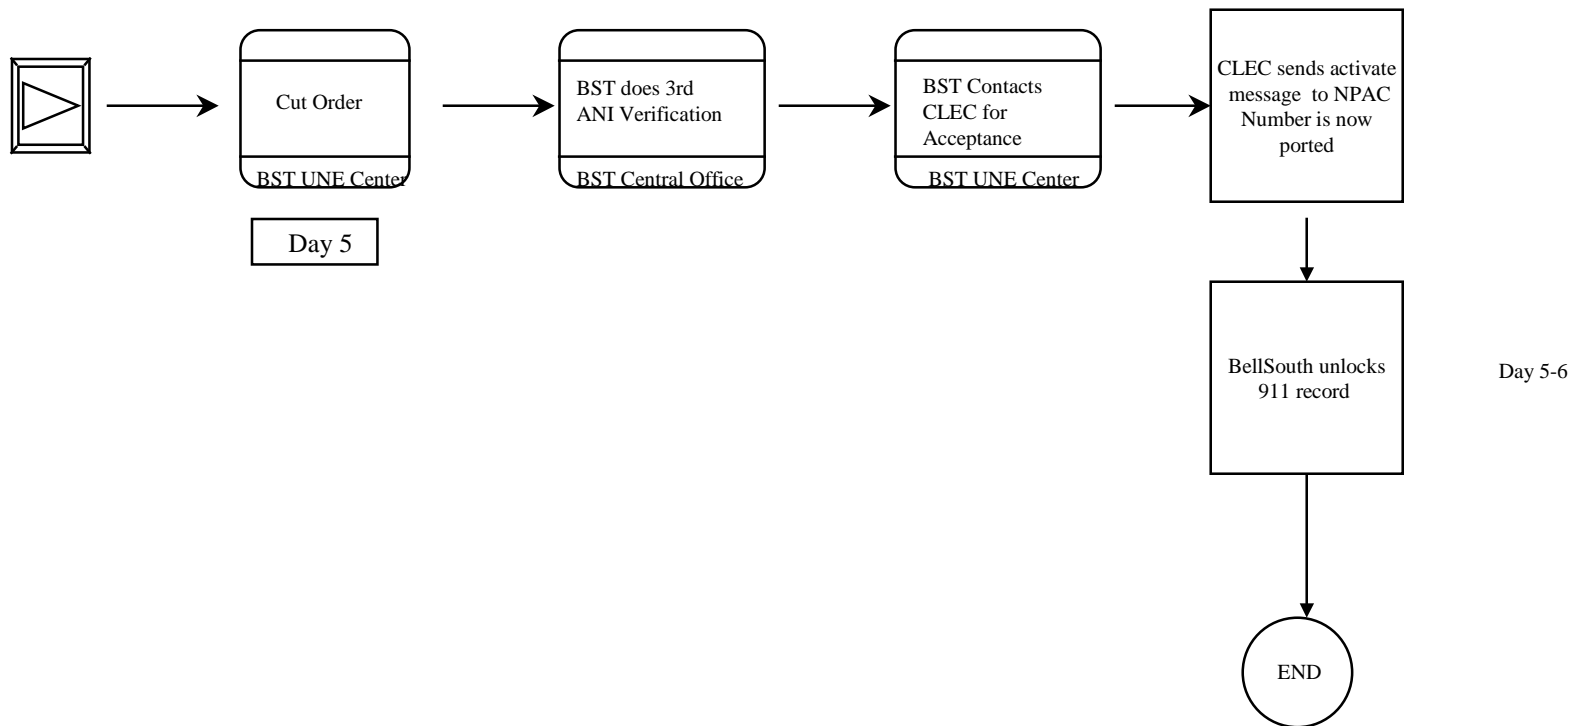 Cut Order
BST UNE Center
Day 5
BST does 3rd
ANI Verification
BST Central Office
BST Contacts
CLEC for
Acceptance
BST UNE Center
CLEC sends activate
message to NPAC
Number is now
ported
BellSouth unlocks
911 record
Day 5-6
END